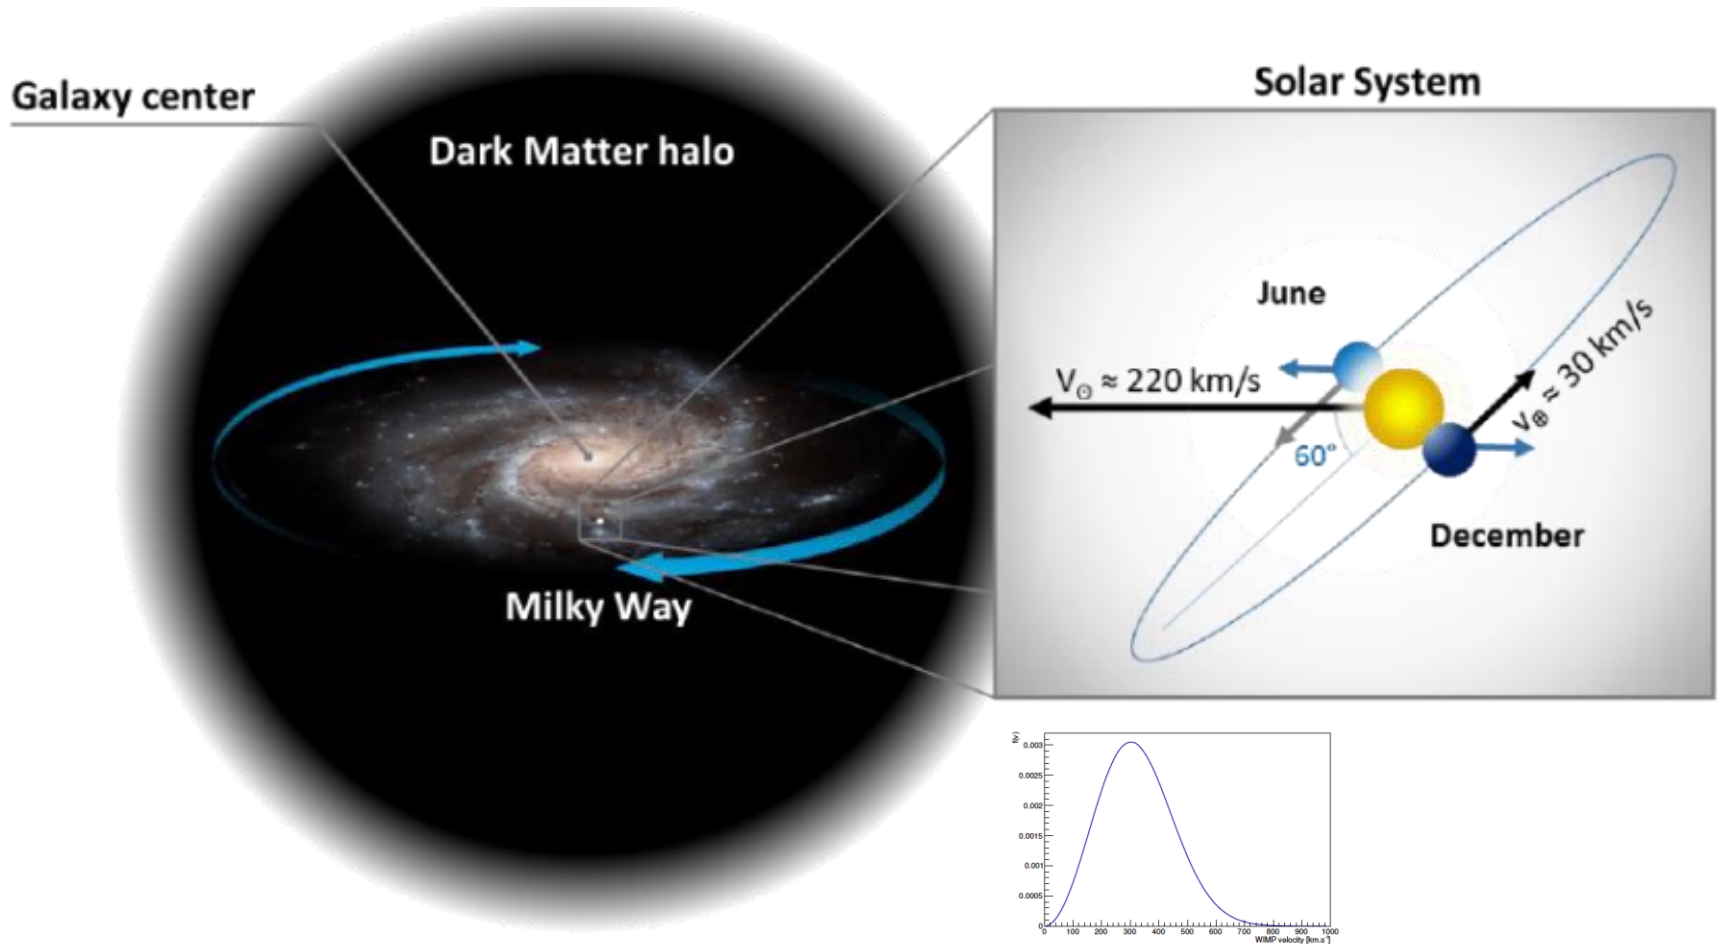 Galaxy center
Dark Matter halo
Milky Way
Solar System
June
V⊙ ≈ 220 km/s
V⊕ ≈ 30 km/s
60°
December
f(v)
0.003
0.0025
0.002
0.0015
0.001
0.0005
0
0 100 200 300 400 500 600 700 800 900 1000
WIMP velocity [km.s⁻¹]